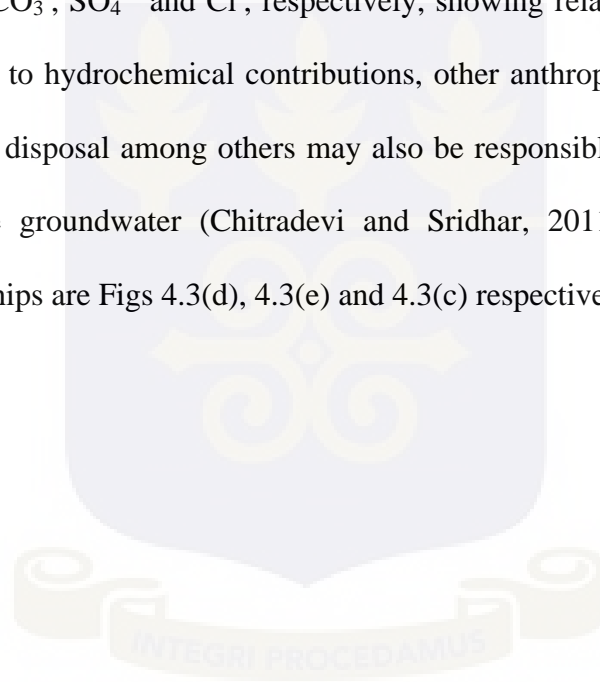 CO₃⁻, SO₄ and Cl⁻, respectively, showing rela
to hydrochemical contributions, other anthrop
disposal among others may also be responsibl
groundwater (Chitradevi and Sridhar, 201
hips are Figs 4.3(d), 4.3(e) and 4.3(c) respective
INTEGRI PROCEDAMUS